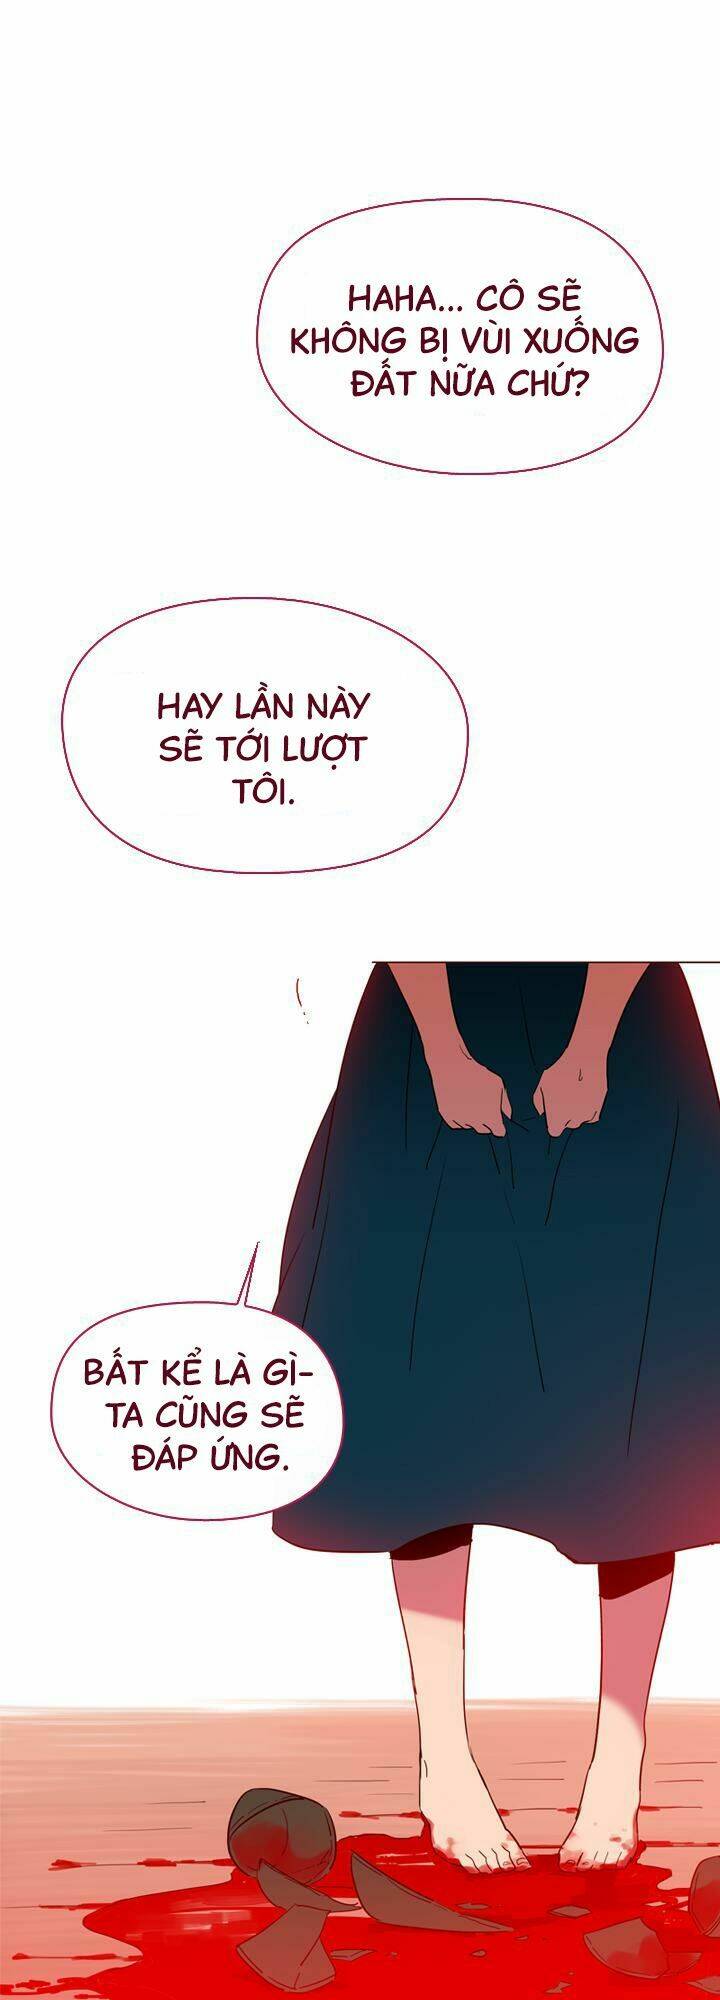 HAHA... CÔ SẼ
KHÔNG BỊ VÙI XUỐNG
ĐẤT NỮA CHỨ?
HAY LẦN NÀY
SẼ TỚI LƯỢT
TÔI.
BẤT KỂ LÀ GÌ-
TA CŨNG SẼ
ĐÁP ỨNG.